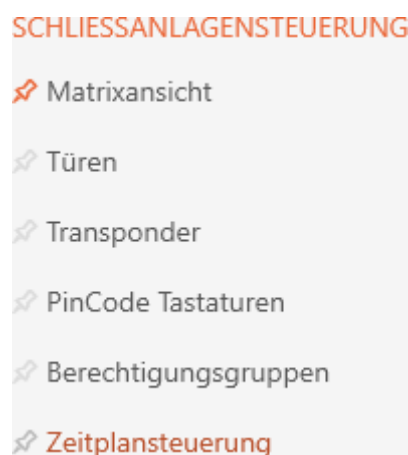 SCHLIESSANLAGENSTEUERUNG
Matrixansicht
Türen
Transponder
PinCode Tastaturen
Berechtigungsgruppen
Zeitplansteuerung